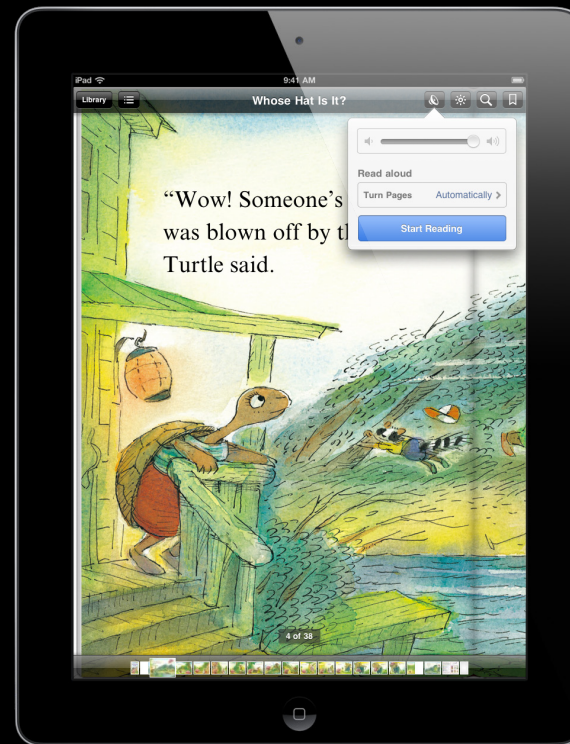 iPad
9:41 AM
Library
Whose Hat Is It?
Read aloud
Turn Pages Automatically
Start Reading
“Wow! Someone’s
was blown off by
Turtle said.
4 of 38